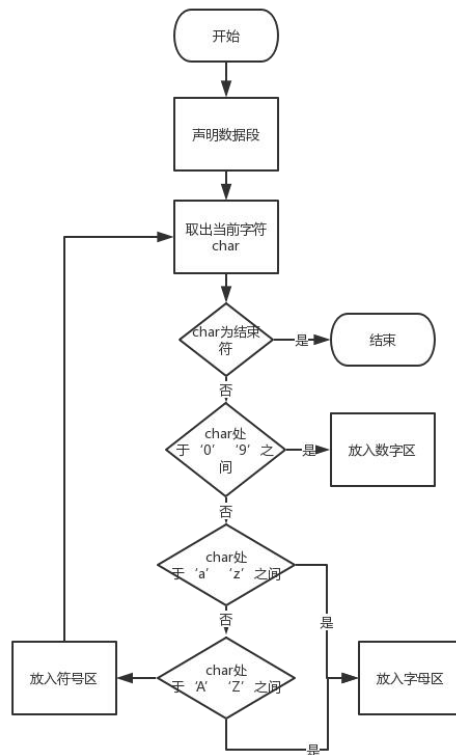 开始
声明数据段
取出当前字符
char
char为结束
符
是
结束
否
char处
于‘0’‘9’之
间
是
放入数字区
否
char处
于‘a’‘z’之间
是
否
放入符号区
char处
于‘A’‘Z’之间
放入字母区
是